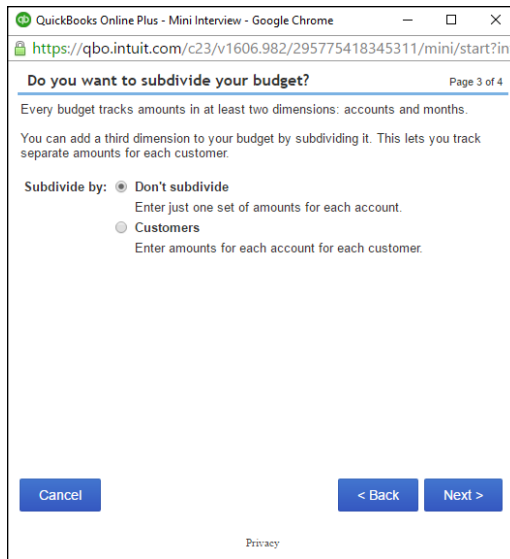 QuickBooks Online Plus - Mini Interview - Google Chrome
https://qbo.intuit.com/c23/v1606.982/295775418345311/mini/start?in
Do you want to subdivide your budget? Page 3 of 4
Every budget tracks amounts in at least two dimensions: accounts and months.
You can add a third dimension to your budget by subdividing it. This lets you track
separate amounts for each customer.
Subdivide by: Don't subdivide
Enter just one set of amounts for each account.
Customers
Enter amounts for each account for each customer.
Cancel < Back Next >
Privacy